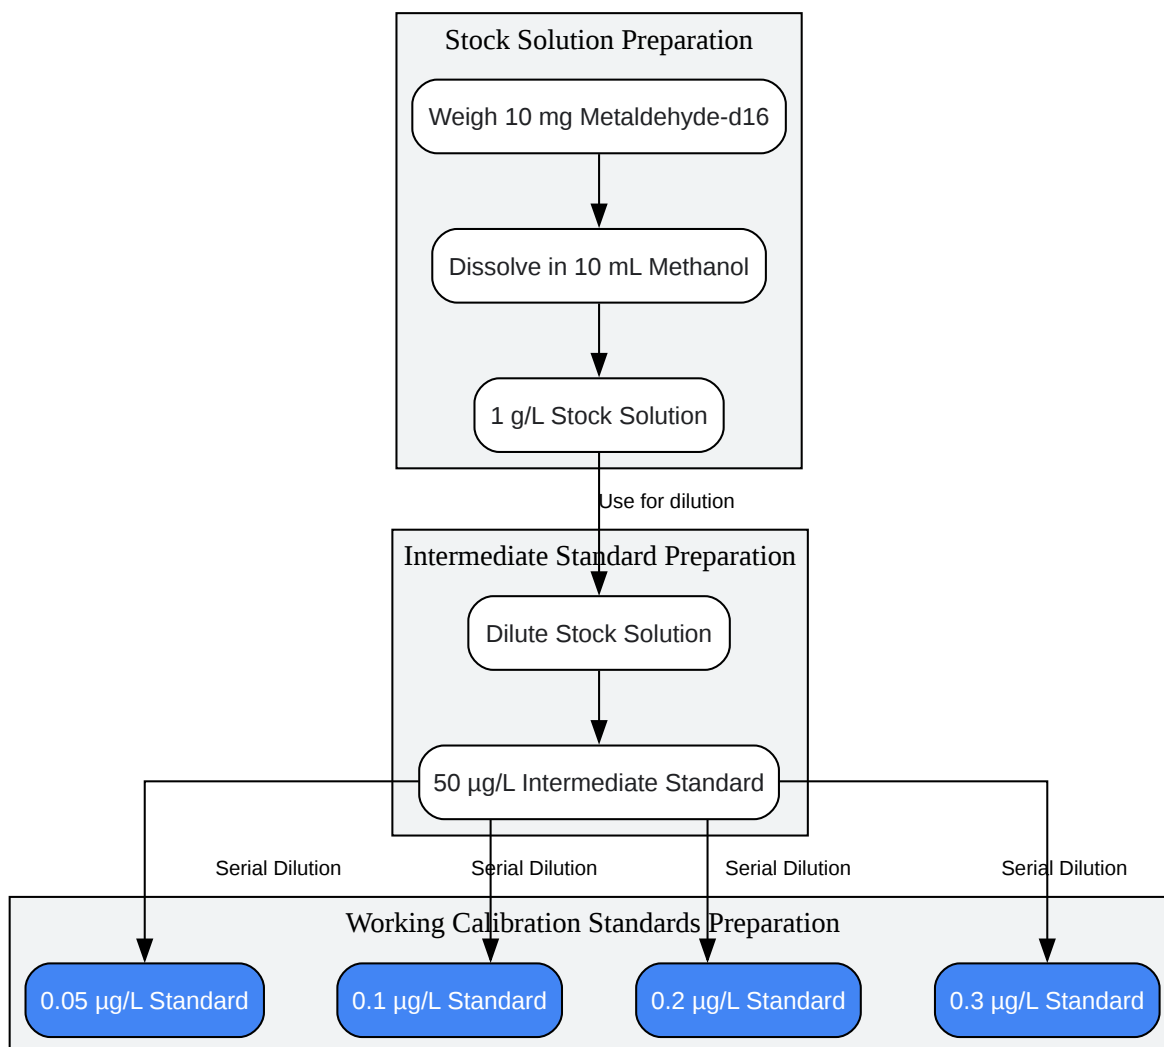 Stock Solution Preparation
Weigh 10 mg Metaldehyde-d16
Dissolve in 10 mL Methanol
1 g/L Stock Solution
Use for dilution
Intermediate Standard Preparation
Dilute Stock Solution
50 µg/L Intermediate Standard
Serial Dilution
Serial Dilution
Serial Dilution
Serial Dilution
Working Calibration Standards Preparation
0.05 µg/L Standard
0.1 µg/L Standard
0.2 µg/L Standard
0.3 µg/L Standard